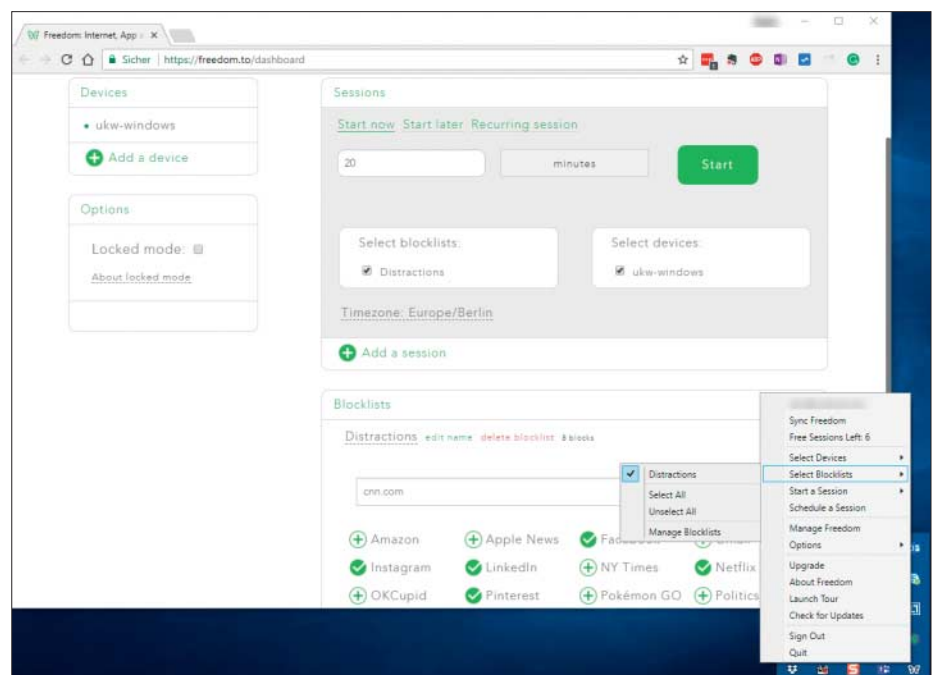 Freedom: Internet, App
Sicher https://freedom.to/dashboard
Devices
ukw-windows
Add a device
Options
Locked mode:
About locked mode
Sessions
Start now Start later Recurring session
20 minutes Start
Select blocklists:
Distractions
Select devices:
ukw-windows
Timezone: Europe/Berlin
Add a session
Blocklists
Distractions edit name delete blocklist 8 blocks
cnn.com
Amazon Apple News
Instagram LinkedIn NY Times Netflix
OKCupid Pinterest Pokémon GO Politics
Distractions
Select All
Unselect All
Manage Blocklists
Sync Freedom
Free Sessions Left: 6
Select Devices
Select Blocklists
Start a Session
Schedule a Session
Manage Freedom
Options
Upgrade
About Freedom
Launch Tour
Check for Updates
Sign Out
Quit